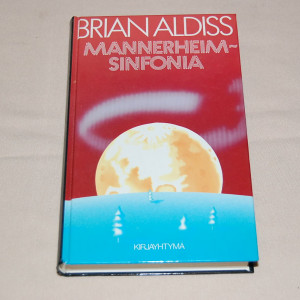 BRIAN ALDISS
MANNERHEIM-
SINFONIA
KIRJAYHTYMÄ